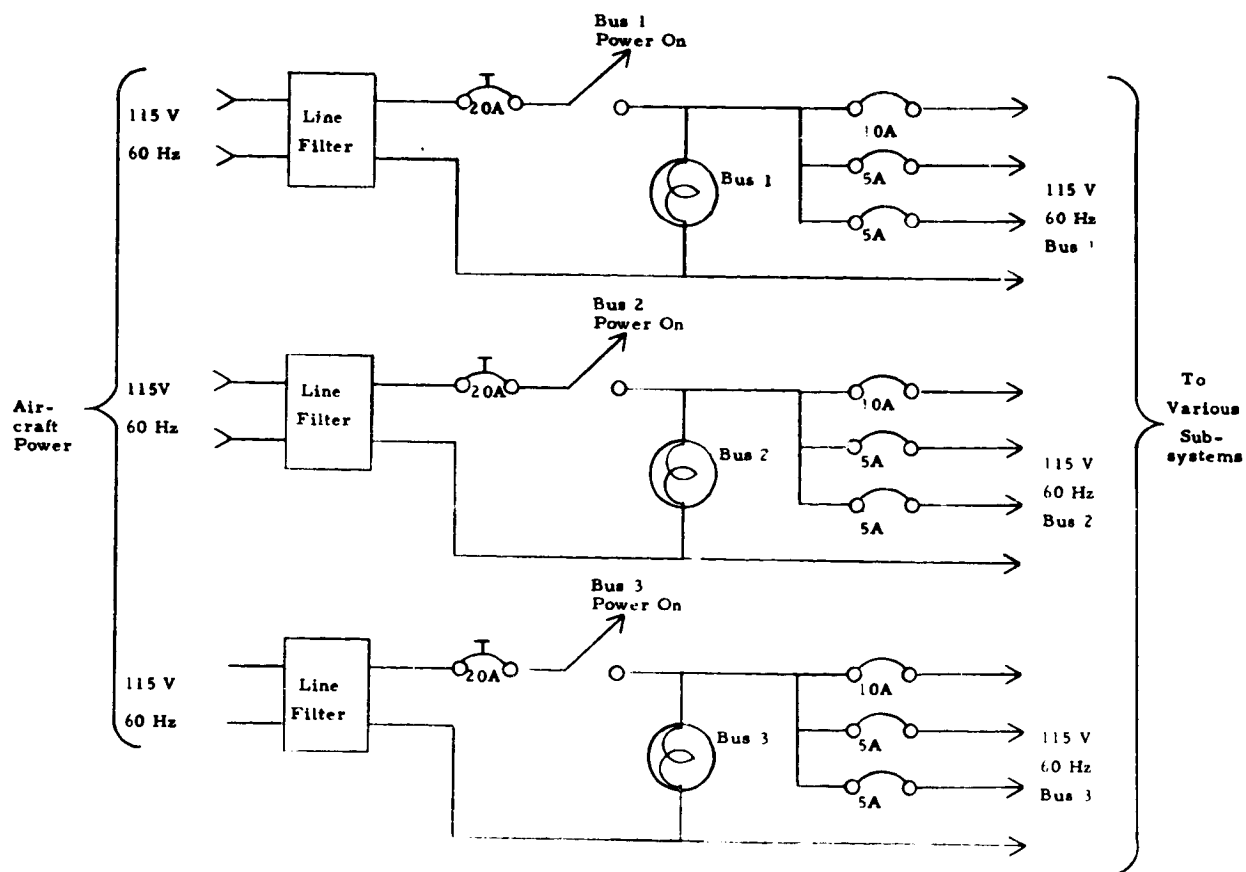 Bus 1
Power On
115 V
60 Hz
Line
Filter
20A
Bus 1
10A
5A
5A
115 V
60 Hz
Bus 1
Bus 2
Power On
115V
60 Hz
Line
Filter
20A
Bus 2
10A
5A
5A
115 V
60 Hz
Bus 2
Air-
craft
Power
To
Various
Sub-
systems
Bus 3
Power On
115 V
60 Hz
Line
Filter
20A
Bus 3
10A
5A
5A
115 V
60 Hz
Bus 3